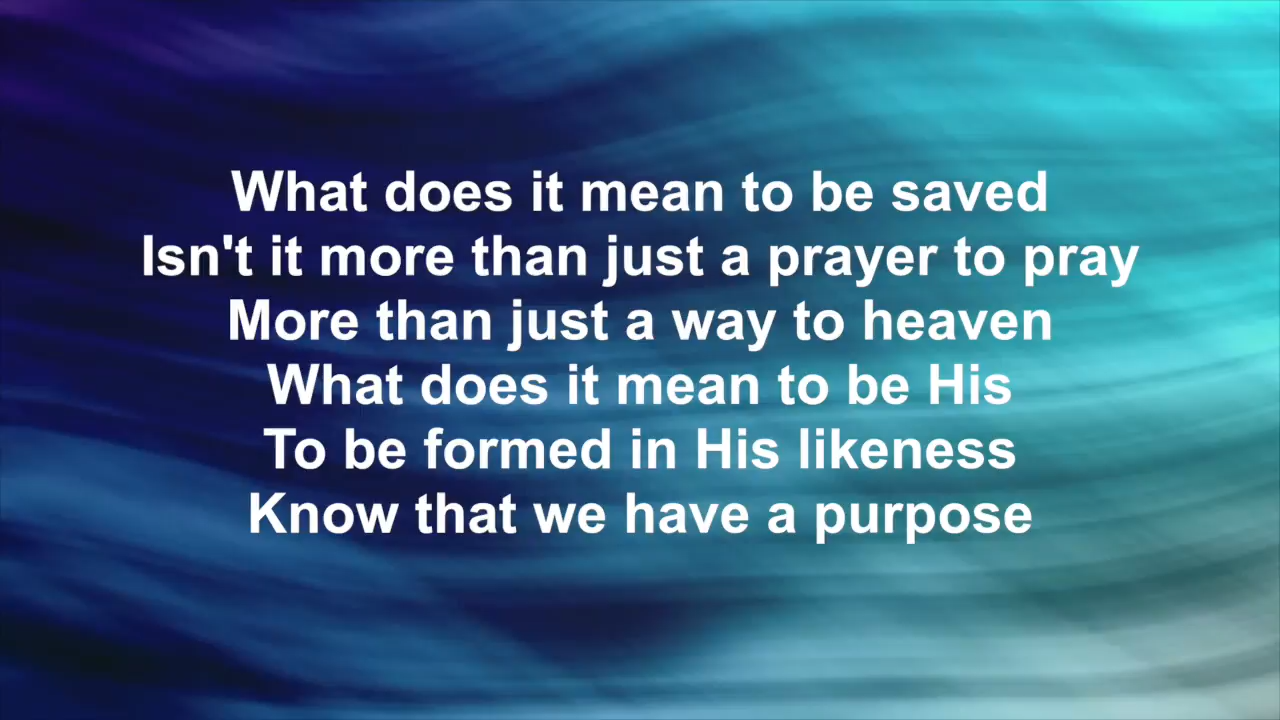 What does it mean to be saved
Isn't it more than just a prayer to pray
More than just a way to heaven
What does it mean to be His
To be formed in His likeness
Know that we have a purpose